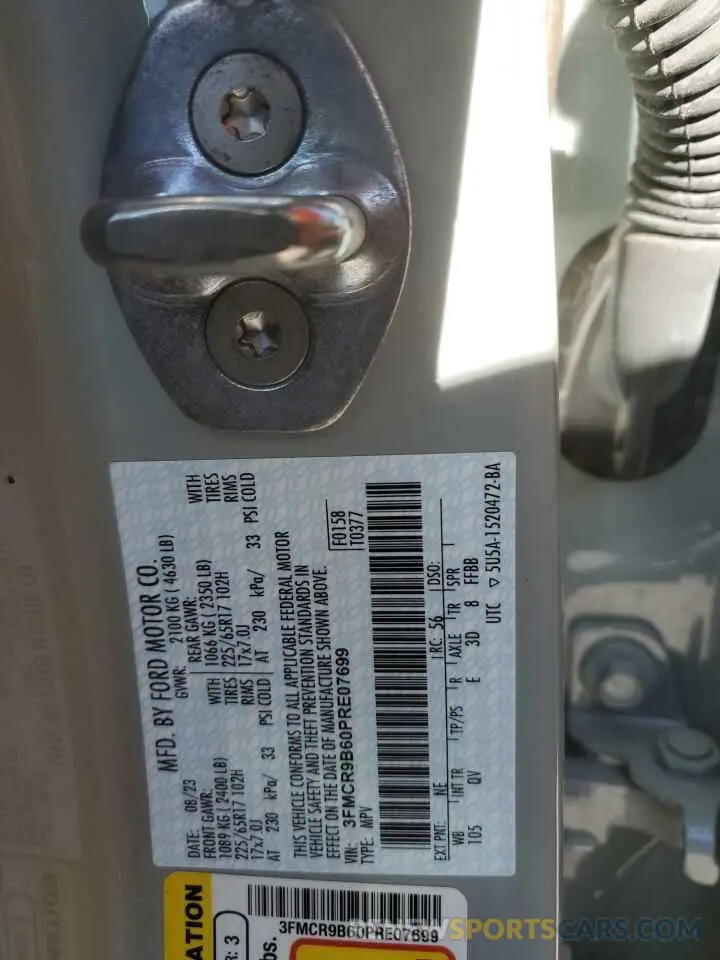 MFD. BY FORD MOTOR CO.
DATE: 08/23 GVWR: 2100 KG ( 4630 LB)
FRONT GAWR: REAR GAWR:
1089 KG ( 2400 LB) WITH 1066 KG ( 2350 LB) WITH
225/65R17 102H TIRES 225/65R17 102H TIRES
17x7.0J RIMS 17x7.0J RIMS
AT 230 kPa/ 33 PSI COLD AT 230 kPa/ 33 PSI COLD
THIS VEHICLE CONFORMS TO ALL APPLICABLE FEDERAL MOTOR
VEHICLE SAFETY AND THEFT PREVENTION STANDARDS IN
EFFECT ON THE DATE OF MANUFACTURE SHOWN ABOVE.
VIN: 3FMCR9B60PRE07699
TYPE: MPV
F0158
T0377
EXT PNT: NE RC: 56 DSO:
WB INT TR TP/PS R AXLE TR SPR
105 QV E 3D 8 FFBB
UTC ▽ 5U5A-1520472-BA
3FMCR9B60PRE07699
NEWSPORTSCARS.COM